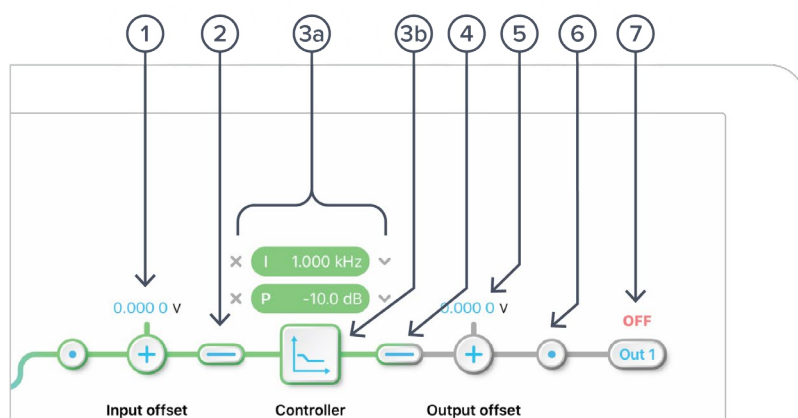 1 2 3a 3b 4 5 6 7
I 1.000 kHz
P -10.0 dB
0.000 0 V 0.000 0 V
OFF
Out 1
Input offset Controller Output offset